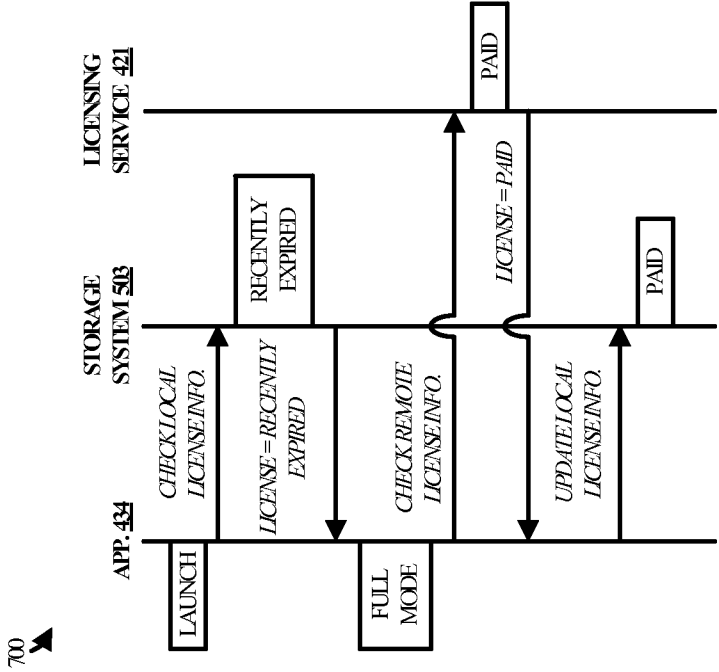 700
APP. 434
STORAGE
SYSTEM 503
LICENSING
SERVICE 421
LAUNCH
CHECK LOCAL
LICENSE INFO.
RECENTLY
EXPIRED
LICENSE = RECENTLY
EXPIRED
FULL
MODE
CHECK REMOTE
LICENSE INFO.
PAID
LICENSE = PAID
UPDATE LOCAL
LICENSE INFO.
PAID